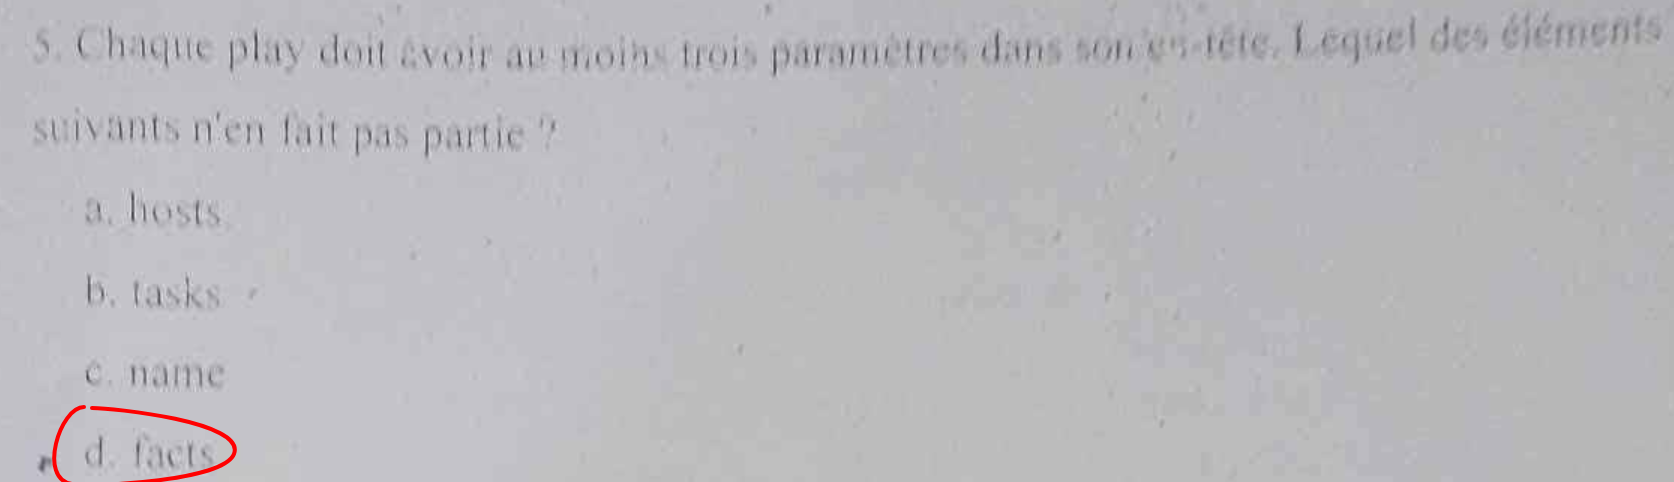 5. Chaque play doit avoir au moins trois paramètres dans son en-tête. Lequel des éléments
suivants n'en fait pas partie ?
a. hosts
b. tasks
c. name
d. facts